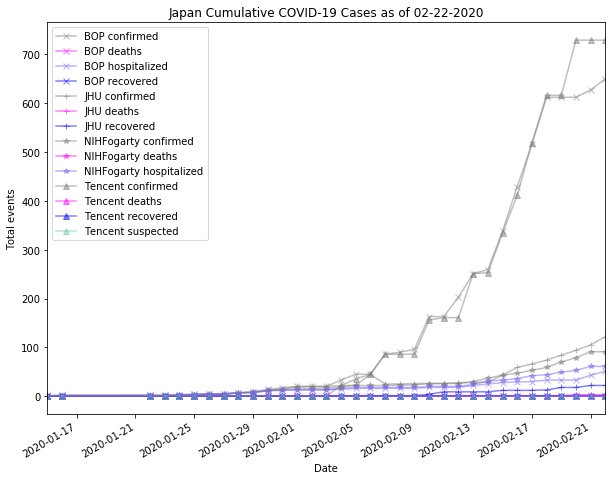 Japan Cumulative COVID-19 Cases as of 02-22-2020
BOP confirmed
BOP deaths
BOP hospitalized
BOP recovered
JHU confirmed
JHU deaths
JHU recovered
NIHFogarty confirmed
NIHFogarty deaths
NIHFogarty hospitalized
Tencent confirmed
Tencent deaths
Tencent recovered
Tencent suspected
700
600
500
400
300
200
100
0
Total events
2020-01-17
2020-01-21
2020-01-25
2020-01-29
2020-02-01
2020-02-05
2020-02-09
2020-02-13
2020-02-17
2020-02-21
Date